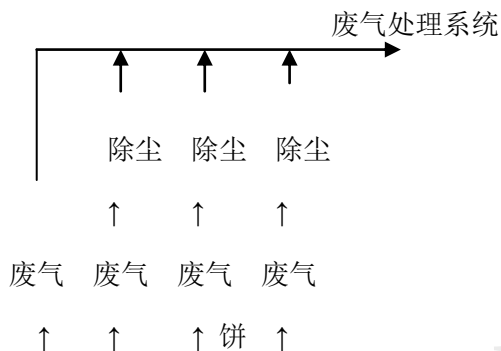 废气处理系统
除尘 除尘 除尘
↑ ↑ ↑
废气 废气 废气 废气
↑ ↑ ↑ 饼 ↑